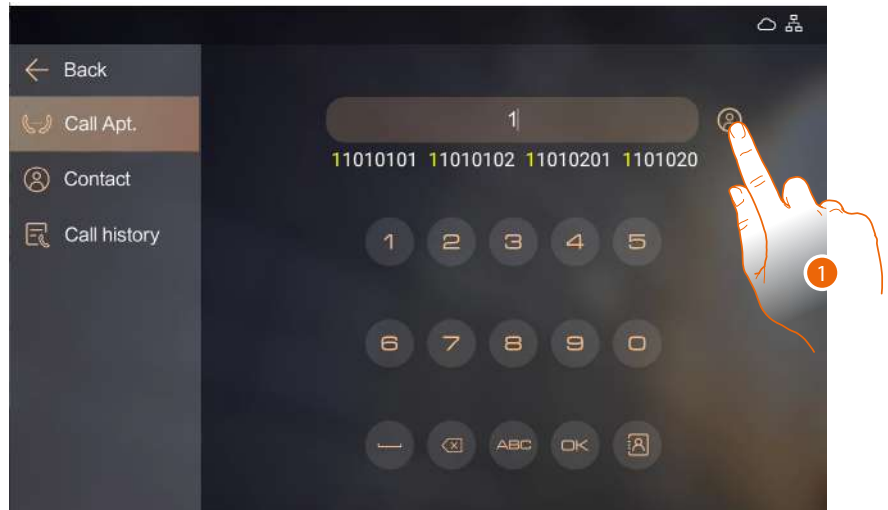 Back
Call Apt.
Contact
Call history
1
11010101 11010102 11010201 1101020
1 2 3 4 5
6 7 8 9 0
ABC OK
1